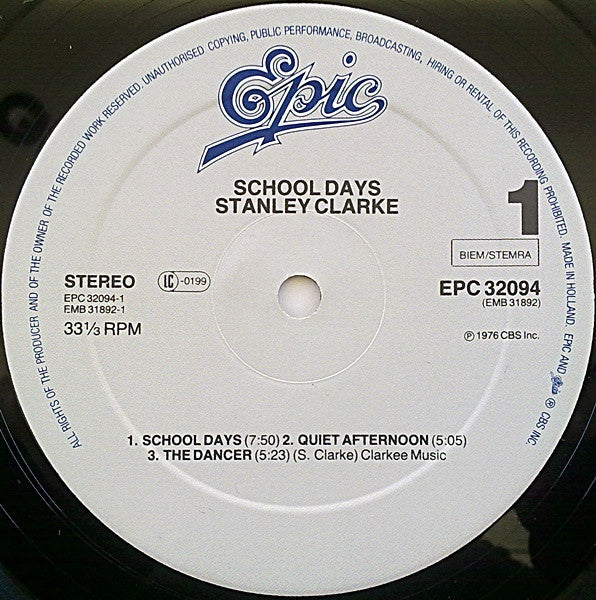 ALL RIGHTS OF THE PRODUCER AND OF THE OWNER OF THE RECORDED WORK RESERVED. UNAUTHORISED COPYING, PUBLIC PERFORMANCE, BROADCASTING, HIRING OR RENTAL OF THIS RECORDING PROHIBITED. MADE IN HOLLAND. EPIC AND Epic ® CBS INC.
Epic
SCHOOL DAYS
STANLEY CLARKE
1
BIEM/STEMRA
STEREO
LC-0199
EPC 32094
EPC 32094-1
(EMB 31892)
EMB 31892-1
33⅓ RPM
℗ 1976 CBS Inc.
1. SCHOOL DAYS (7:50) 2. QUIET AFTERNOON (5:05)
3. THE DANCER (5:23) (S. Clarke) Clarkee Music